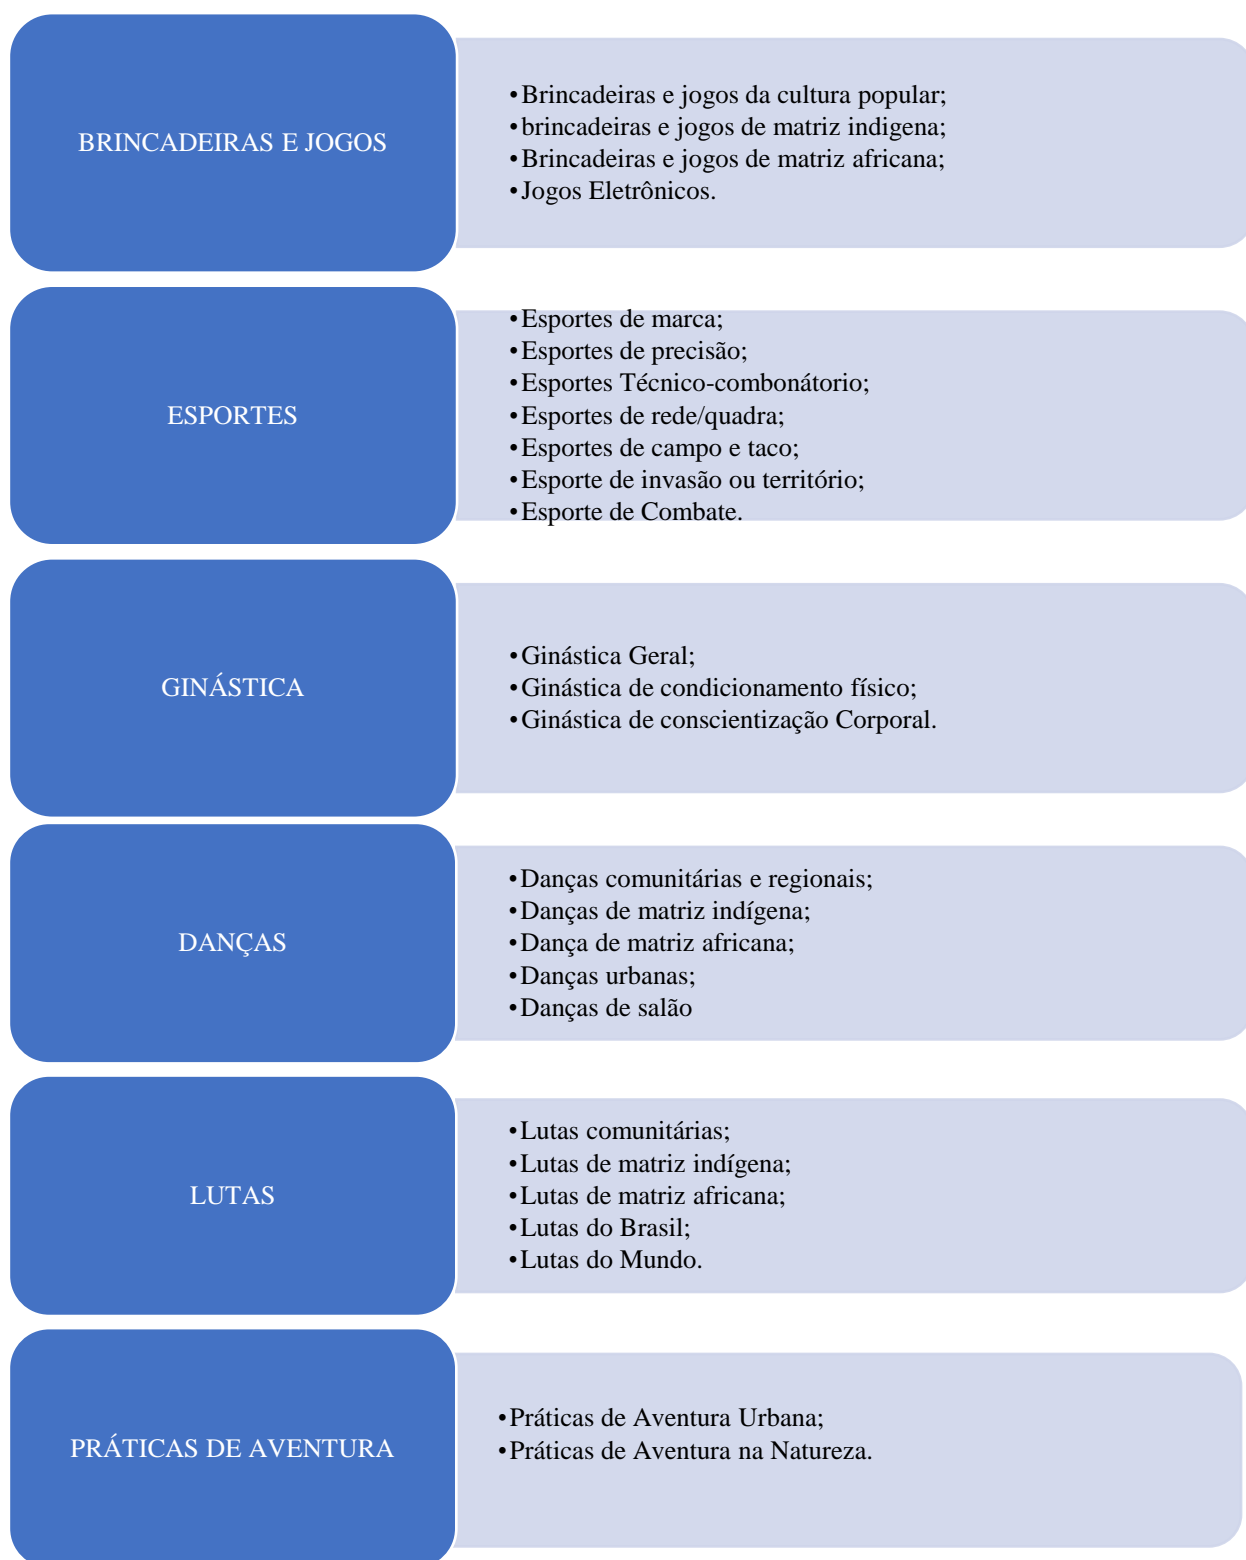 BRINCADEIRAS E JOGOS
•Brincadeiras e jogos da cultura popular;
•brincadeiras e jogos de matriz indigena;
•Brincadeiras e jogos de matriz africana;
•Jogos Eletrônicos.
ESPORTES
•Esportes de marca;
•Esportes de precisão;
•Esportes Técnico-combonátorio;
•Esportes de rede/quadra;
•Esportes de campo e taco;
•Esporte de invasão ou território;
•Esporte de Combate.
GINÁSTICA
•Ginástica Geral;
•Ginástica de condicionamento físico;
•Ginástica de conscientização Corporal.
DANÇAS
•Danças comunitárias e regionais;
•Danças de matriz indígena;
•Dança de matriz africana;
•Danças urbanas;
•Danças de salão
LUTAS
•Lutas comunitárias;
•Lutas de matriz indígena;
•Lutas de matriz africana;
•Lutas do Brasil;
•Lutas do Mundo.
PRÁTICAS DE AVENTURA
•Práticas de Aventura Urbana;
•Práticas de Aventura na Natureza.